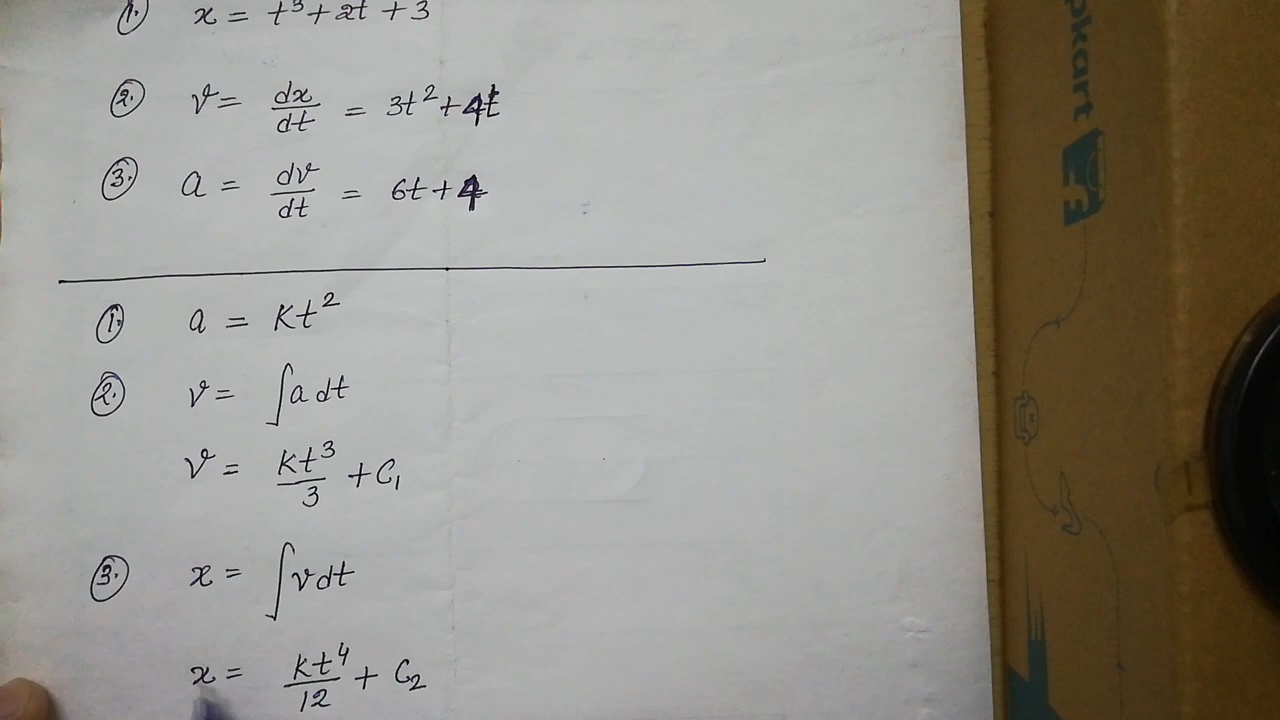 1. x = t³ + 2t + 3
2. v = dx/dt = 3t² + 4t
3. a = dv/dt = 6t + 4
1. a = Kt²
2. v = ∫a dt
v = Kt³/3 + C₁
3. x = ∫v dt
x = Kt⁴/12 + C₂
pkart